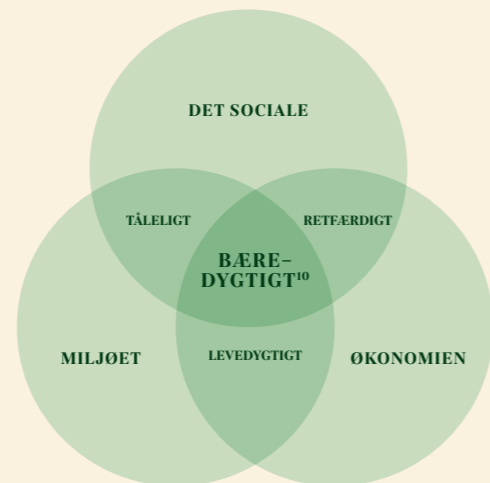 DET SOCIALE
TÅLELIGT
RETFÆRDIGT
BÆRE–
DYGTIGT¹⁰
MILJØET
LEVEDYGTIGT
ØKONOMIEN